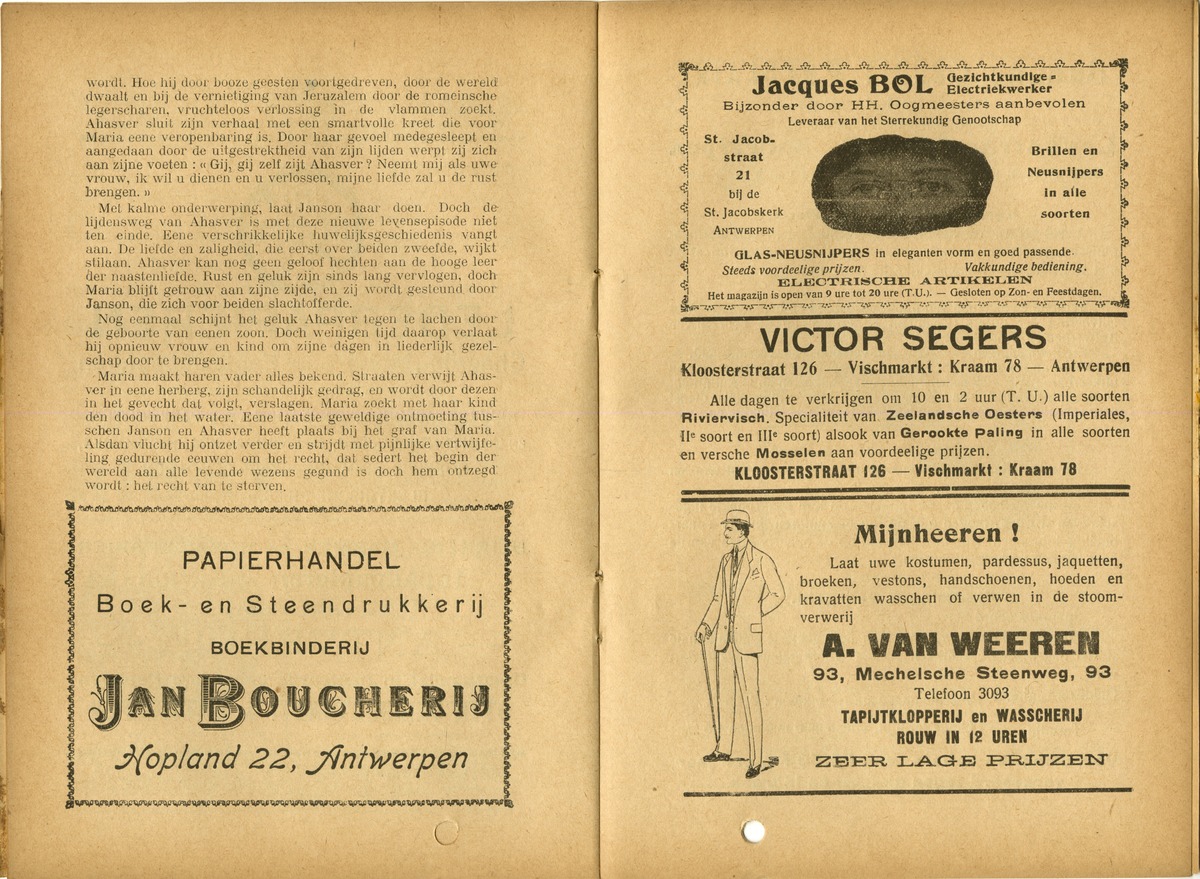 wordt. Hoe hij door booze geesten voortgedreven, door de wereld
dwaalt en bij de vernietiging van Jeruzalem door de romeinsche
legerscharen, vruchteloos verlossing in de vlammen zoekt.
Ahasver sluit zijn verhaal met een smartvolle kreet die voor
Maria eene veropenbaring is. Door haar gevoel medegesleept en
aangedaan door de uitgestrektheid van zijn lijden werpt zij zich
aan zijne voeten : « Gij, gij zelf zijt Ahasver ? Neemt mij als uwe
vrouw, ik wil u dienen en u verlossen, mijne liefde zal u de rust
brengen. »
Met kalme onderwerping, laat Janson haar doen. Doch de
lijdensweg van Ahasver is met deze nieuwe levensepisode niet
ten einde. Eene verschrikkelijke huwelijksgeschiedenis vangt
aan. De liefde en zaligheid, die eerst over beiden zweefde, wijkt
stilaan. Ahasver kan nog geen geloof hechten aan de hooge leer
der naastenliefde. Rust en geluk zijn sinds lang vervlogen, doch
Maria blijft getrouw aan zijne zijde, en zij wordt gesteund door
Janson, die zich voor beiden slachtofferde.
Nog eenmaal schijnt het geluk Ahasver tegen te lachen door
de geboorte van eenen zoon. Doch weinigen tijd daarop verlaat
hij opnieuw vrouw en kind om zijne dagen in liederlijk gezel-
schap door te brengen.
Maria maakt haren vader alles bekend. Straaten verwijt Ahas-
ver in eene herberg, zijn schandelijk gedrag, en wordt door dezen
in het gevecht dat volgt, verslagen. Maria zoekt met haar kind
den dood in het water. Eene laatste geweldige ontmoeting tus-
schen Janson en Ahasver heeft plaats bij het graf van Maria.
Alsdan vlucht hij ontzet verder en strijdt met pijnlijke vertwijfe-
ling gedurende eeuwen om het recht, dat sedert het begin der
wereld aan alle levende wezens gegund is doch hem ontzegd
wordt : het recht van te sterven.
PAPIERHANDEL
Boek- en Steendrukkerij
BOEKBINDERIJ
JAN BOUCHERIJ
Hopland 22, Antwerpen
Jacques BOL Gezichtkundige =
Electriekwerker
Bijzonder door HH. Oogmeesters aanbevolen
Leveraar van het Sterrekundig Genootschap
St. Jacob-
straat
21
bij de
St. Jacobskerk
ANTWERPEN
Brillen en
Neusnijpers
in alle
soorten
GLAS-NEUSNIJPERS in eleganten vorm en goed passende.
Steeds voordeelige prijzen. Vakkundige bediening.
ELECTRISCHE ARTIKELEN
Het magazijn is open van 9 ure tot 20 ure (T.U.). — Gesloten op Zon- en Feestdagen.
VICTOR SEGERS
Kloosterstraat 126 — Vischmarkt : Kraam 78 — Antwerpen
Alle dagen te verkrijgen om 10 en 2 uur (T. U.) alle soorten
Riviervisch. Specialiteit van Zeelandsche Oesters (Imperiales,
IIe soort en IIIe soort) alsook van Gerookte Paling in alle soorten
en versche Mosselen aan voordeelige prijzen.
KLOOSTERSTRAAT 126 — Vischmarkt : Kraam 78
Mijnheeren !
Laat uwe kostumen, pardessus, jaquetten,
broeken, vestons, handschoenen, hoeden en
kravatten wasschen of verwen in de stoom-
verwerij
A. VAN WEEREN
93, Mechelsche Steenweg, 93
Telefoon 3093
TAPIJTKLOPPERIJ en WASSCHERIJ
ROUW IN 12 UREN
ZEER LAGE PRIJZEN